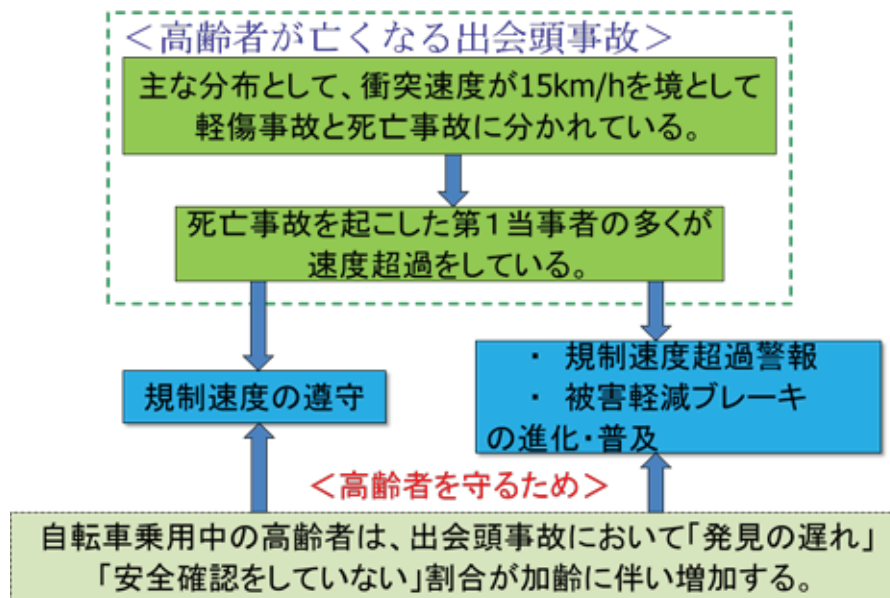 ＜高齢者が亡くなる出会頭事故＞
主な分布として、衝突速度が15km/hを境として
軽傷事故と死亡事故に分かれている。
死亡事故を起こした第１当事者の多くが
速度超過をしている。
規制速度の遵守
・ 規制速度超過警報
・ 被害軽減ブレーキ
の進化・普及
＜高齢者を守るため＞
自転車乗用中の高齢者は、出会頭事故において「発見の遅れ」
「安全確認をしていない」割合が加齢に伴い増加する。